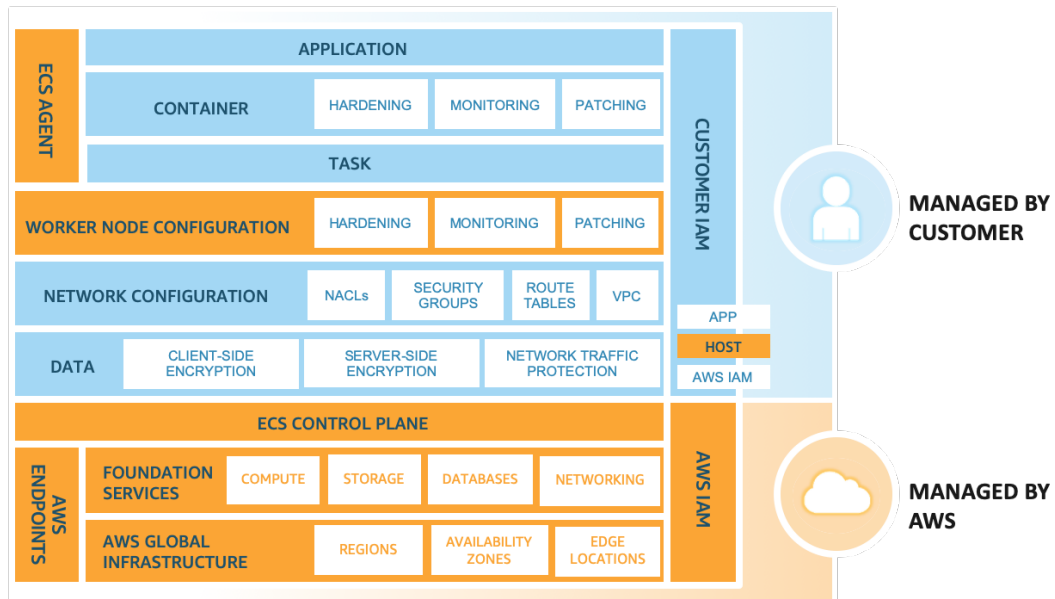 ECS AGENT
APPLICATION
CONTAINER
HARDENING
MONITORING
PATCHING
TASK
WORKER NODE CONFIGURATION
HARDENING
MONITORING
PATCHING
NETWORK CONFIGURATION
NACLs
SECURITY
GROUPS
ROUTE
TABLES
VPC
DATA
CLIENT-SIDE
ENCRYPTION
SERVER-SIDE
ENCRYPTION
NETWORK TRAFFIC
PROTECTION
CUSTOMER IAM
APP
HOST
AWS IAM
MANAGED BY
CUSTOMER
ECS CONTROL PLANE
AWS
ENDPOINTS
FOUNDATION
SERVICES
COMPUTE
STORAGE
DATABASES
NETWORKING
AWS GLOBAL
INFRASTRUCTURE
REGIONS
AVAILABILITY
ZONES
EDGE
LOCATIONS
AWS IAM
MANAGED BY
AWS